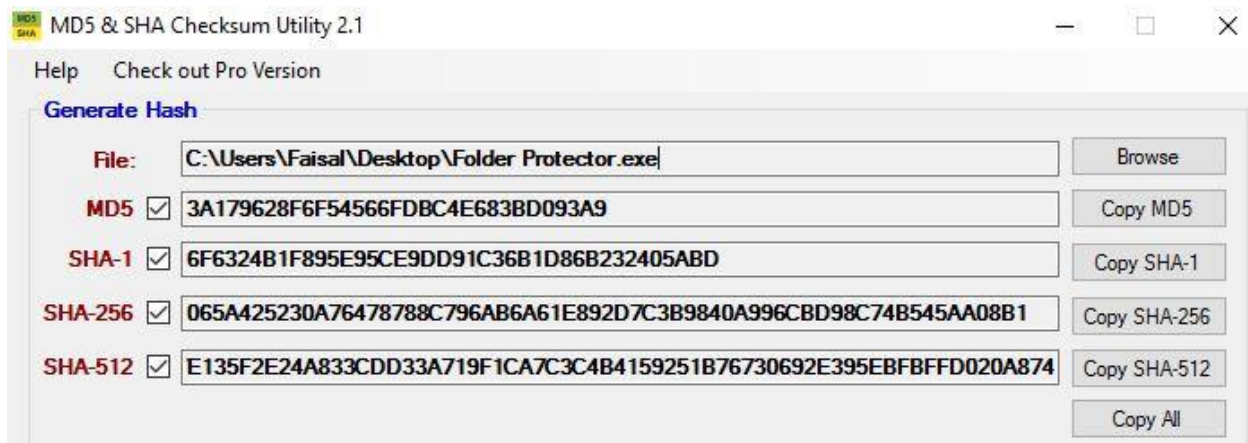 MD5 SHA MD5 & SHA Checksum Utility 2.1
Help Check out Pro Version
Generate Hash
File: C:\Users\Faisal\Desktop\Folder Protector.exe Browse
MD5 3A179628F6F54566FDBC4E683BD093A9 Copy MD5
SHA-1 6F6324B1F895E95CE9DD91C36B1D86B232405ABD Copy SHA-1
SHA-256 065A425230A76478788C796AB6A61E892D7C3B9840A996CBD98C74B545AA08B1 Copy SHA-256
SHA-512 E135F2E24A833CDD33A719F1CA7C3C4B4159251B76730692E395EBFBFFD020A874 Copy SHA-512
Copy All